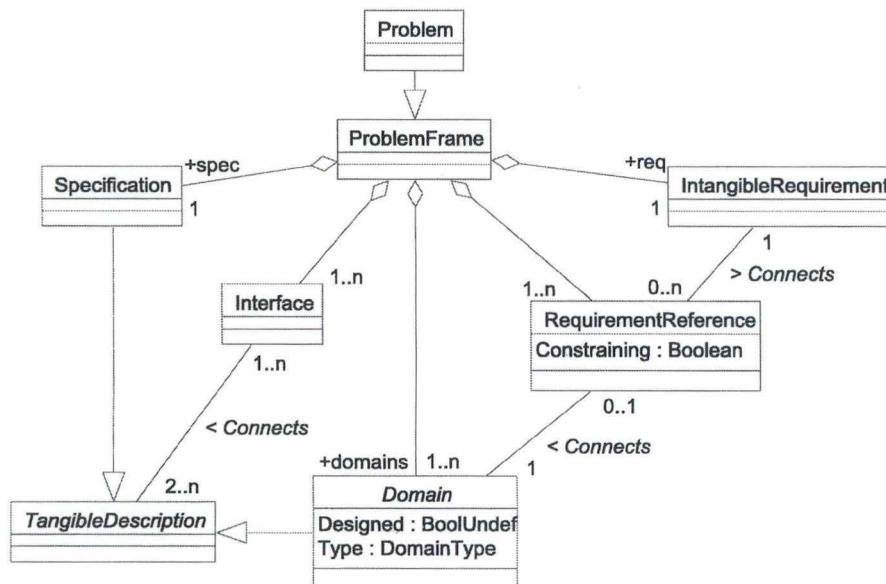 Problem
ProblemFrame
+spec
+req
Specification
1
IntangibleRequirement
1
1
> Connects
Interface
1..n
1..n
0..n
RequirementReference
Constraining : Boolean
1..n
0..1
< Connects
< Connects
+domains
1..n
1
2..n
TangibleDescription
Domain
Designed : BoolUndef
Type : DomainType